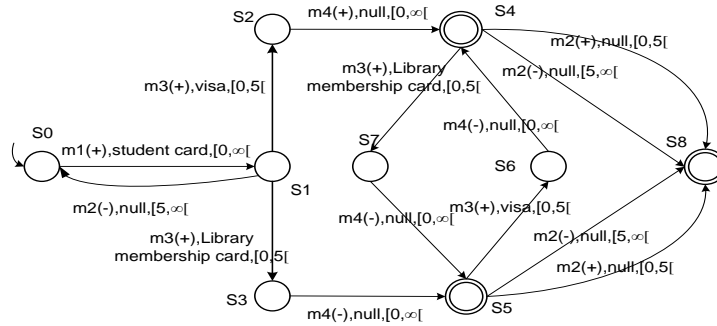 S2
m4(+),null,[0,∞[
S4
m2(+),null,[0,5[
m3(+),visa,[0,5[
m3(+),Library
membership card,[0,5[
m2(-),null,[5,∞[
S0
m1(+),student card,[0,∞[
S7
m4(-),null,[0,∞[
S6
S8
S1
m2(-),null,[5,∞[
m4(-),null,[0,∞[
m3(+),visa,[0,5[
m3(+),Library
membership card,[0,5[
m2(-),null,[5,∞[
m2(+),null,[0,5[
S3
m4(-),null,[0,∞[
S5